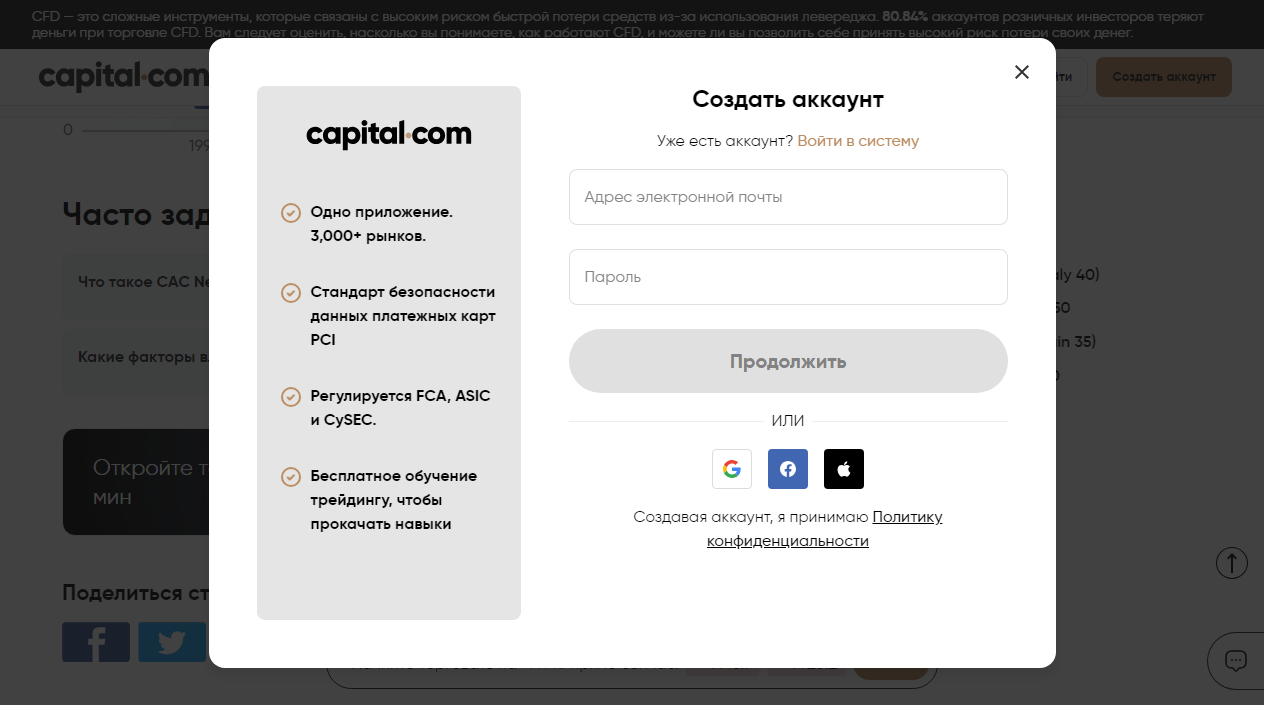 CFD — это сложные инструменты, которые связаны с высоким риском быстрой потери средств из-за использования левереджа. 80.84% аккаунтов розничных инвесторов теряют
деньги при торговле CFD. Вам следует оценить, насколько вы понимаете, как работают CFD, и можете ли вы позволить себе принять высокий риск потери своих денег.
capital.com
Создать аккаунт
0
199
Часто зад
Что такое CAC Ne
Какие факторы в
Откройте т
мин
Поделиться ст
aly 40)
50
in 35)
capital.com
Одно приложение.
3,000+ рынков.
Стандарт безопасности
данных платежных карт
PCI
Регулируется FCA, ASIC
и CySEC.
Бесплатное обучение
трейдингу, чтобы
прокачать навыки
Создать аккаунт
Уже есть аккаунт? Войти в систему
Адрес электронной почты
Пароль
Продолжить
ИЛИ
Создавая аккаунт, я принимаю Политику
конфиденциальности